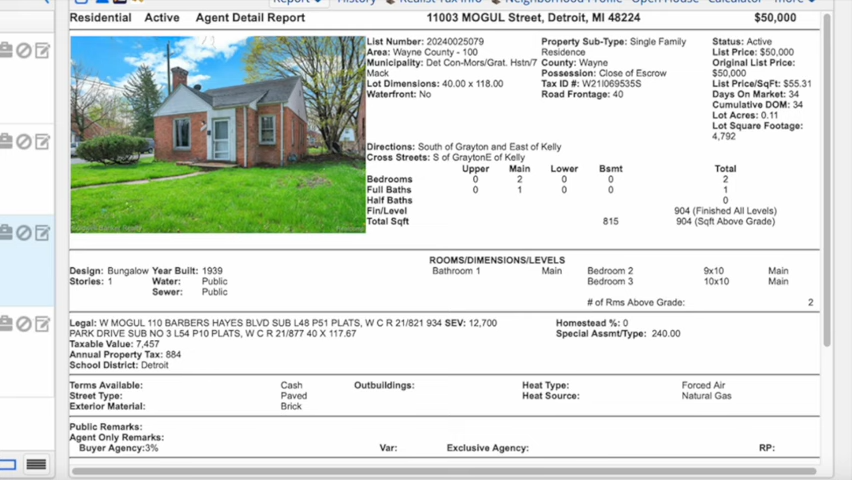 Report History Realist Tax Info Neighborhood Profile Open House Calculator more
Residential Active Agent Detail Report 11003 MOGUL Street, Detroit, MI 48224 $50,000
List Number: 20240025079 Property Sub-Type: Single Family Status: Active
Area: Wayne County - 100 Residence List Price: $50,000
Municipality: Det Con-Mors/Grat. Hstn/7 County: Wayne Original List Price:
Mack Possession: Close of Escrow $50,000
Lot Dimensions: 40.00 x 118.00 Tax ID #: W21I069535S List Price/SqFt: $55.31
Waterfront: No Road Frontage: 40 Days On Market: 34
Cumulative DOM: 34
Lot Acres: 0.11
Lot Square Footage:
4,792
Directions: South of Grayton and East of Kelly
Cross Streets: S of GraytonE of Kelly
Upper Main Lower Bsmt Total
Bedrooms 0 2 0 0 2
Full Baths 0 1 0 0 1
Half Baths 0
Fin/Level 904 (Finished All Levels)
Total Sqft 815 904 (Sqft Above Grade)
ROOMS/DIMENSIONS/LEVELS
Design: Bungalow Year Built: 1939 Bathroom 1 Main Bedroom 2 9x10 Main
Stories: 1 Water: Public Bedroom 3 10x10 Main
Sewer: Public
# of Rms Above Grade: 2
Legal: W MOGUL 110 BARBERS HAYES BLVD SUB L48 P51 PLATS, W C R 21/821 934 SEV: 12,700 Homestead %: 0
PARK DRIVE SUB NO 3 L54 P10 PLATS, W C R 21/877 40 X 117.67 Special Assmt/Type: 240.00
Taxable Value: 7,457
Annual Property Tax: 884
School District: Detroit
Terms Available: Cash Outbuildings: Heat Type: Forced Air
Street Type: Paved Heat Source: Natural Gas
Exterior Material: Brick
Public Remarks:
Agent Only Remarks:
Buyer Agency:3% Var: Exclusive Agency: RP: